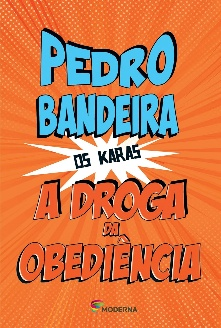 PEDRO
BANDEIRA
OS KARAS
A DROGA
DA
OBEDIÊNCIA
MODERNA